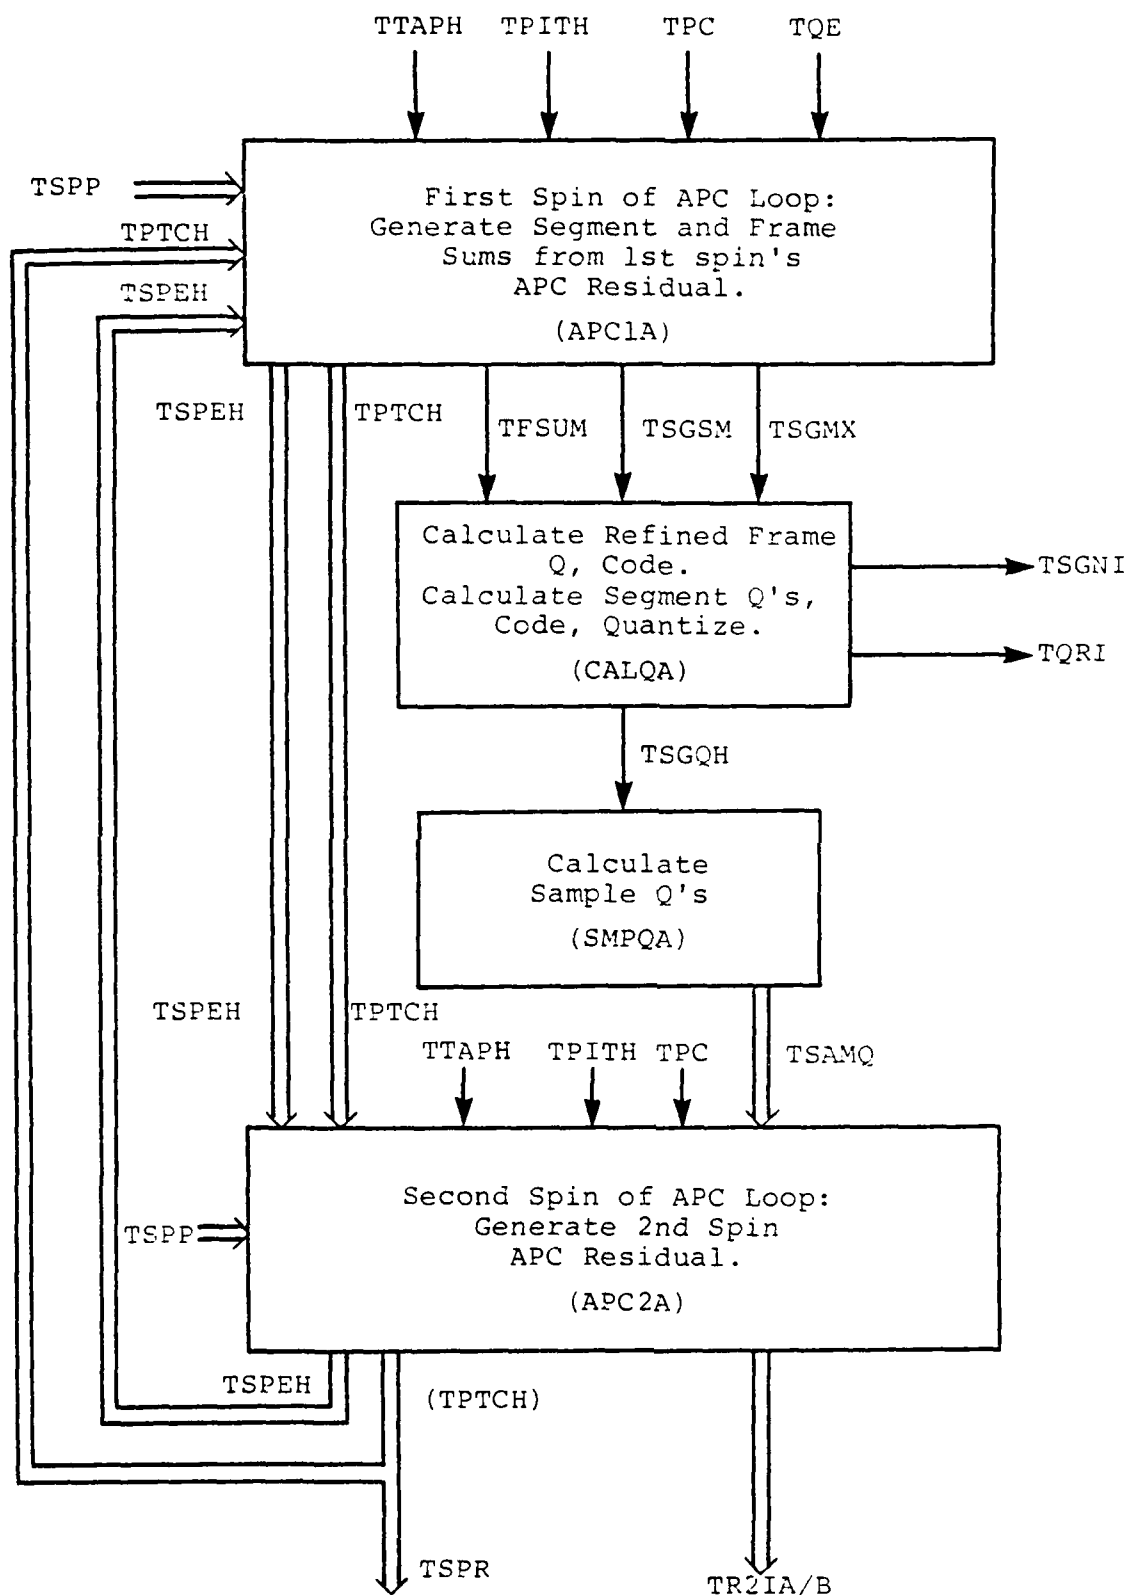 TTAPH TPITH TPC TQE
TSPP
First Spin of APC Loop:
Generate Segment and Frame
Sums from 1st spin's
APC Residual.
(APC1A)
TPTCH
TSPEH
TSPEH
TPTCH
TFSUM
TSGSM
TSGMX
Calculate Refined Frame
Q, Code.
Calculate Segment Q's,
Code, Quantize.
(CALQA)
TSGNI
TQRI
TSGQH
Calculate
Sample Q's
(SMPQA)
TSPEH
TPTCH
TTAPH TPITH TPC
TSAMQ
TSPP
Second Spin of APC Loop:
Generate 2nd Spin
APC Residual.
(APC2A)
TSPEH
(TPTCH)
TSPR
TR2IA/B